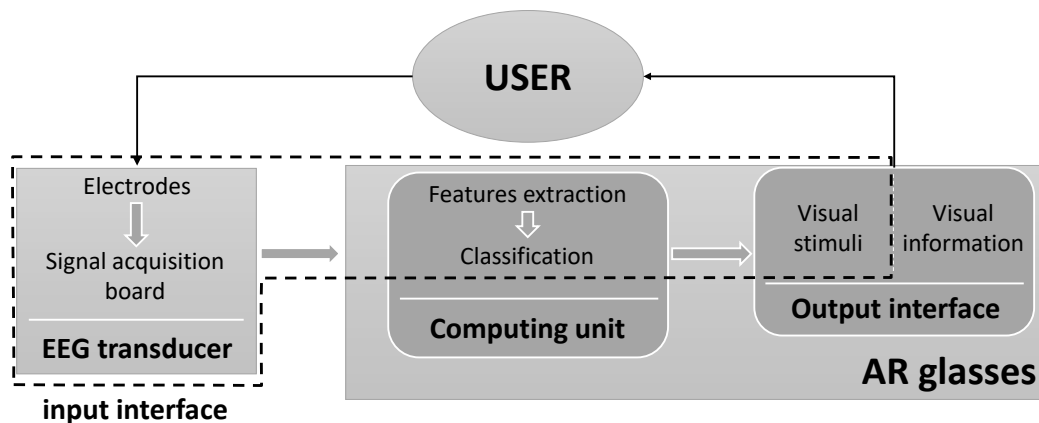 USER
Electrodes
Signal acquisition
board
EEG transducer
input interface
Features extraction
Classification
Computing unit
Visual
stimuli
Visual
information
Output interface
AR glasses